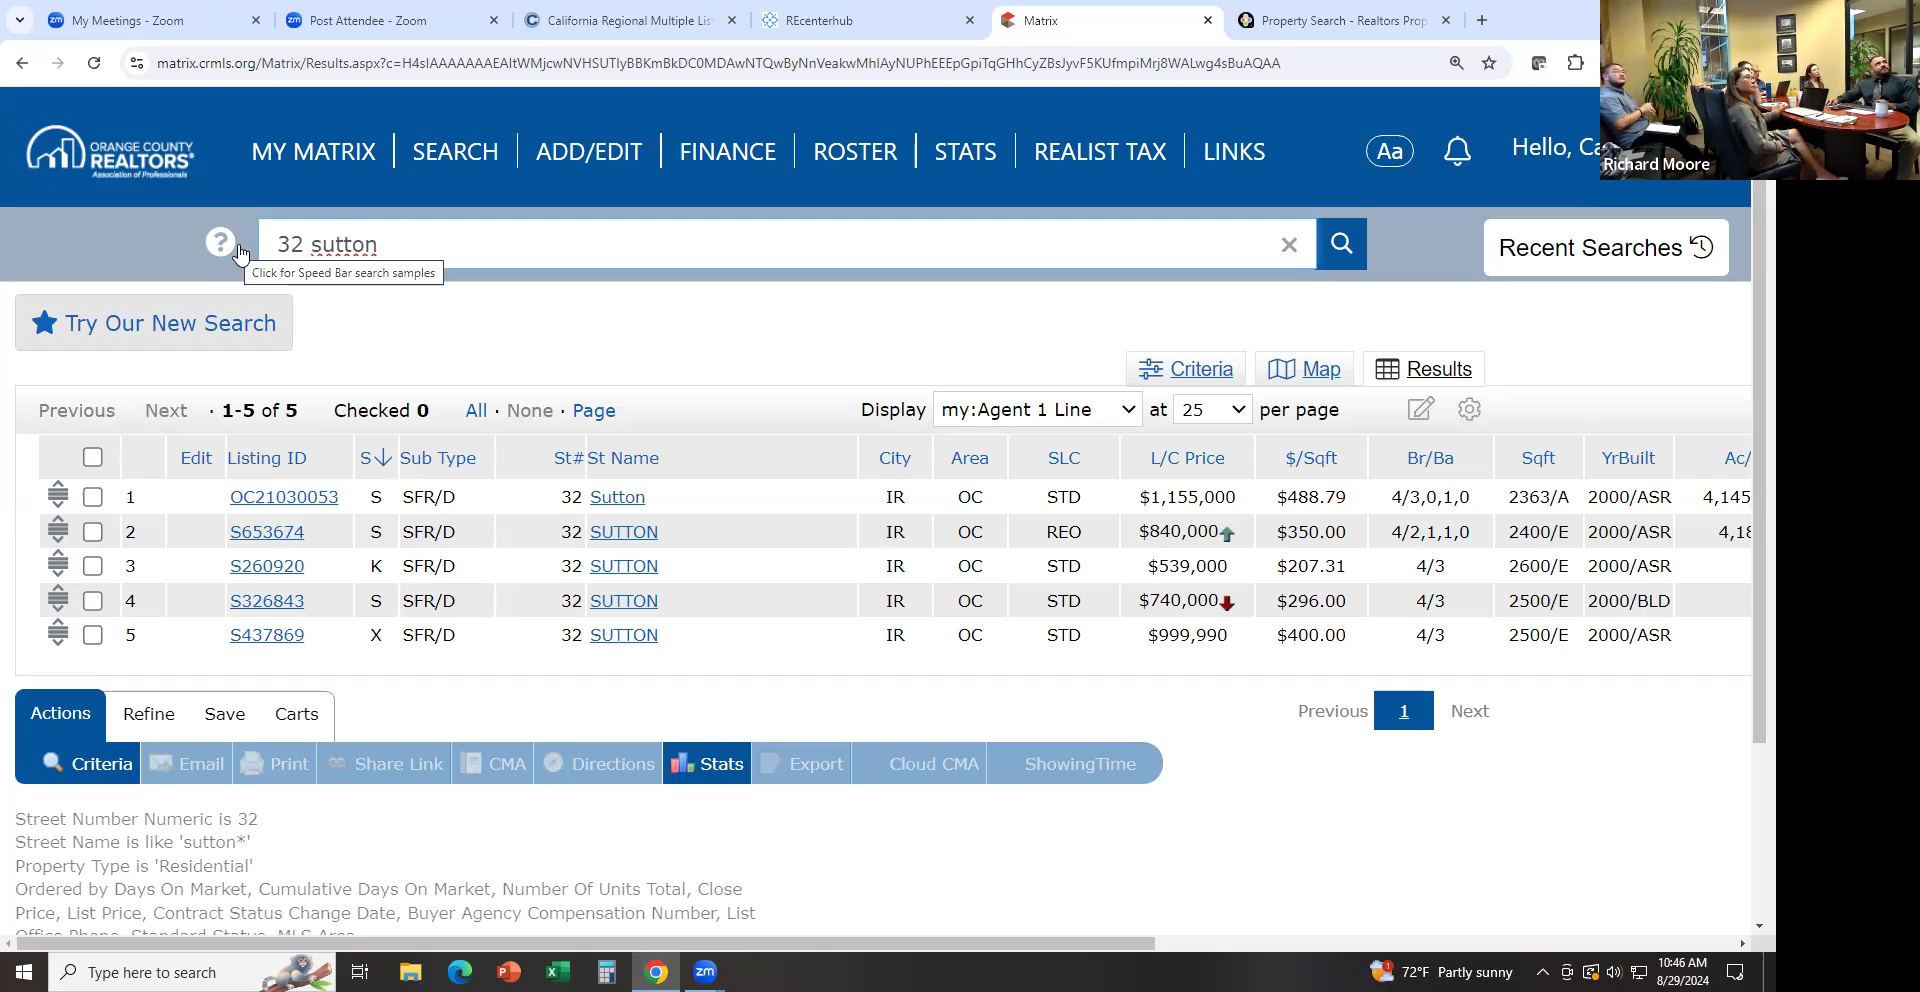 My Meetings - Zoom
Post Attendee - Zoom
California Regional Multiple Lis
REcenterhub
Matrix
Property Search - Realtors Prop
matrix.crmls.org/Matrix/Results.aspx?c=H4sIAAAAAAAEAItWMjcwNVHSUTIyBBKmBkDC0MDAwNTQwByNnVeakwMhIAyNUPhEEEpGpiTqGHhCyZBsJyvF5KUfmpiMrj8WALwg4sBuAQAA
ORANGE COUNTY
REALTORS®
Association of Professionals
MY MATRIX
SEARCH
ADD/EDIT
FINANCE
ROSTER
STATS
REALIST TAX
LINKS
Aa
Hello, Ca
Richard Moore
?
32 sutton
Recent Searches
Click for Speed Bar search samples
Try Our New Search
Criteria
Map
Results
Previous Next · 1-5 of 5 Checked 0 All · None · Page
Display my:Agent 1 Line at 25 per page
Edit Listing ID S Sub Type St# St Name City Area SLC L/C Price $/Sqft Br/Ba Sqft YrBuilt Ac/
1 OC21030053 S SFR/D 32 Sutton IR OC STD $1,155,000 $488.79 4/3,0,1,0 2363/A 2000/ASR 4,145
2 S653674 S SFR/D 32 SUTTON IR OC REO $840,000 $350.00 4/2,1,1,0 2400/E 2000/ASR 4,18
3 S260920 K SFR/D 32 SUTTON IR OC STD $539,000 $207.31 4/3 2600/E 2000/ASR
4 S326843 S SFR/D 32 SUTTON IR OC STD $740,000 $296.00 4/3 2500/E 2000/BLD
5 S437869 X SFR/D 32 SUTTON IR OC STD $999,990 $400.00 4/3 2500/E 2000/ASR
Actions Refine Save Carts
Previous 1 Next
Criteria Email Print Share Link CMA Directions Stats Export Cloud CMA ShowingTime
Street Number Numeric is 32
Street Name is like 'sutton*'
Property Type is 'Residential'
Ordered by Days On Market, Cumulative Days On Market, Number Of Units Total, Close
Price, List Price, Contract Status Change Date, Buyer Agency Compensation Number, List
Office Phone, Standard Status, MLS Area
Type here to search
zm
1
72°F Partly sunny
10:46 AM
8/29/2024